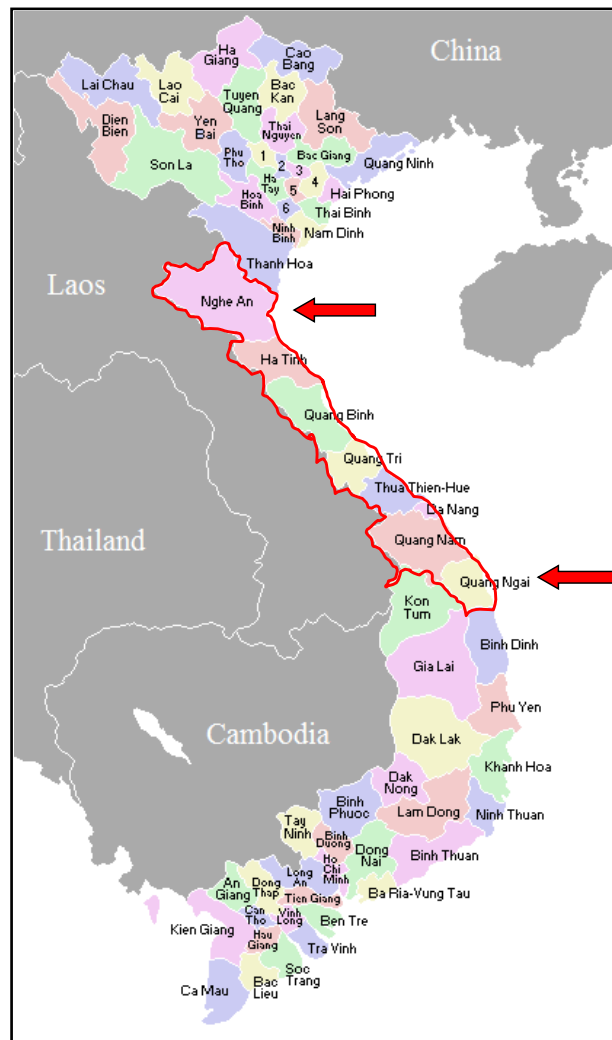 China
Ha
Giang
Cao
Bang
Lai Chau
Lao
Cai
Tuyen
Quang
Bac
Kan
Dien
Bien
Yen
Bai
Lang
Son
Thai
Nguyen
Son La
Phu
Tho
1
2
3
Bac Giang
Quang Ninh
Ha
Tay
4
5
Hoa
Binh
Hai Phong
6
Thai Binh
Ninh
Binh
Nam Dinh
Thanh Hoa
Laos
Nghe An
Ha Tinh
Quang Binh
Quang Tri
Thua Thien-Hue
Da Nang
Thailand
Quang Nam
Quang Ngai
Kon
Tum
Binh Dinh
Gia Lai
Phu Yen
Cambodia
Dak Lak
Khanh Hoa
Dak
Nong
Binh
Phuoc
Lam Dong
Ninh Thuan
Tay
Ninh
Binh
Duong
Dong
Nai
Binh Thuan
Ho
Chi
Minh
Long
An
An
Giang
Dong
Thap
Tien Giang
Ba Ria-Vung Tau
Can
Tho
Vinh
Long
Ben Tre
Kien Giang
Hau
Giang
Tra Vinh
Soc
Trang
Ca Mau
Bac
Lieu